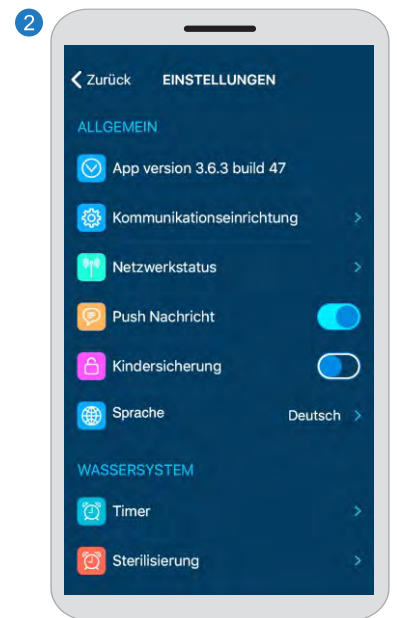 2
Zurück EINSTELLUNGEN
ALLGEMEIN
App version 3.6.3 build 47
Kommunikationseinrichtung
Netzwerkstatus
Push Nachricht
Kindersicherung
Sprache Deutsch
WASSERSYSTEM
Timer
Sterilisierung